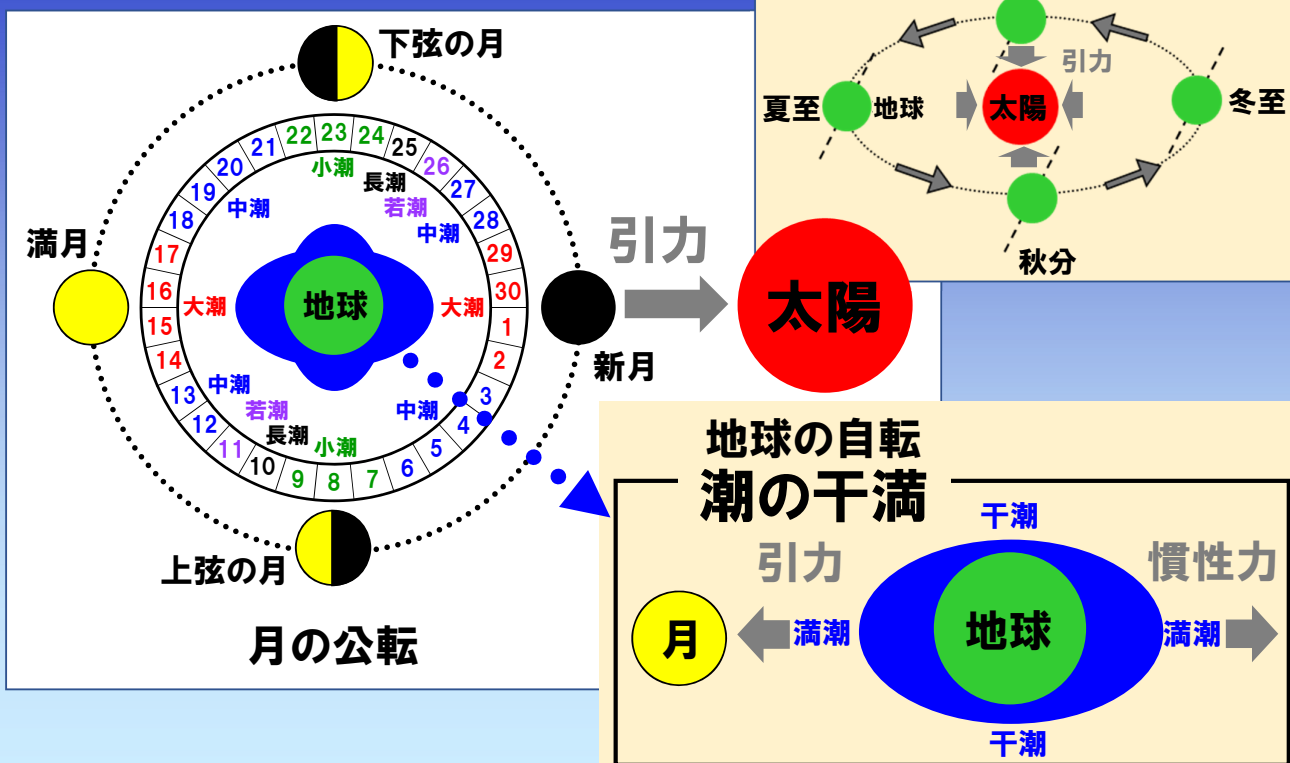 下弦の月
22 23 24 25 26 27 28 29 30 1 2 3 4 5 6 7 8 9 10 11 12 13 14 15 16 17 18 19 20 21
小潮
長潮
若潮
中潮
中潮
満月
大潮
地球
大潮
新月
中潮
若潮
長潮
小潮
中潮
上弦の月
月の公転
引力
太陽
引力
夏至
地球
太陽
冬至
秋分
地球の自転
潮の干満
干潮
引力
慣性力
月
満潮
地球
満潮
干潮